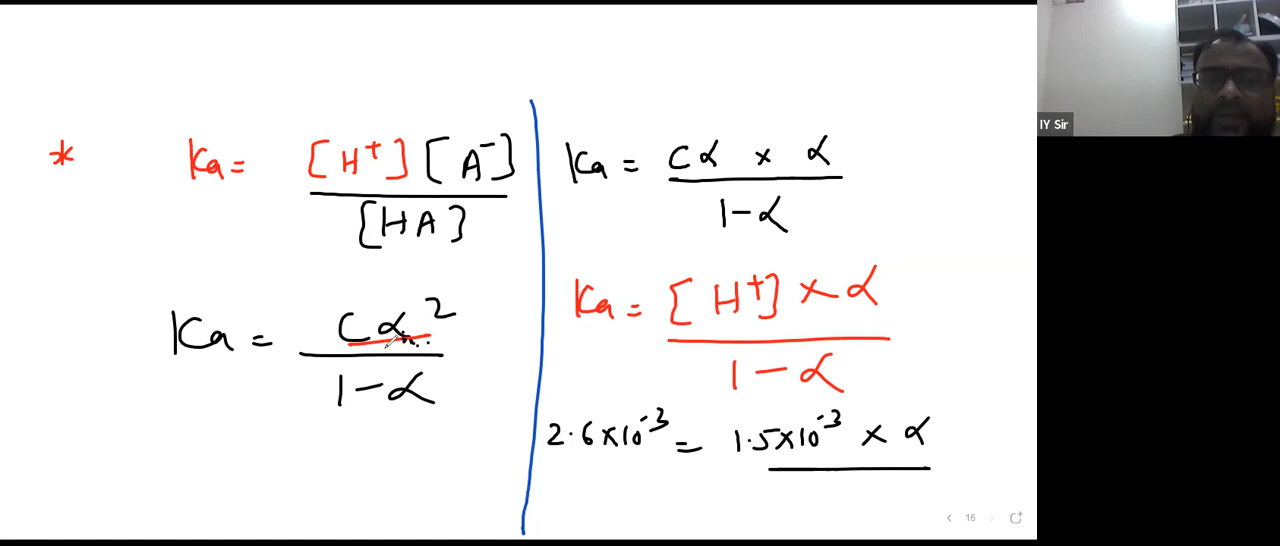 * Ka = [H⁺] [A⁻]
[HA]
Ka = Cα²
1-α
Ka = Cα × α
1-α
Ka = [H⁺] × α
1-α
2.6×10⁻³ = 1.5×10⁻³ × α
IY Sir
16